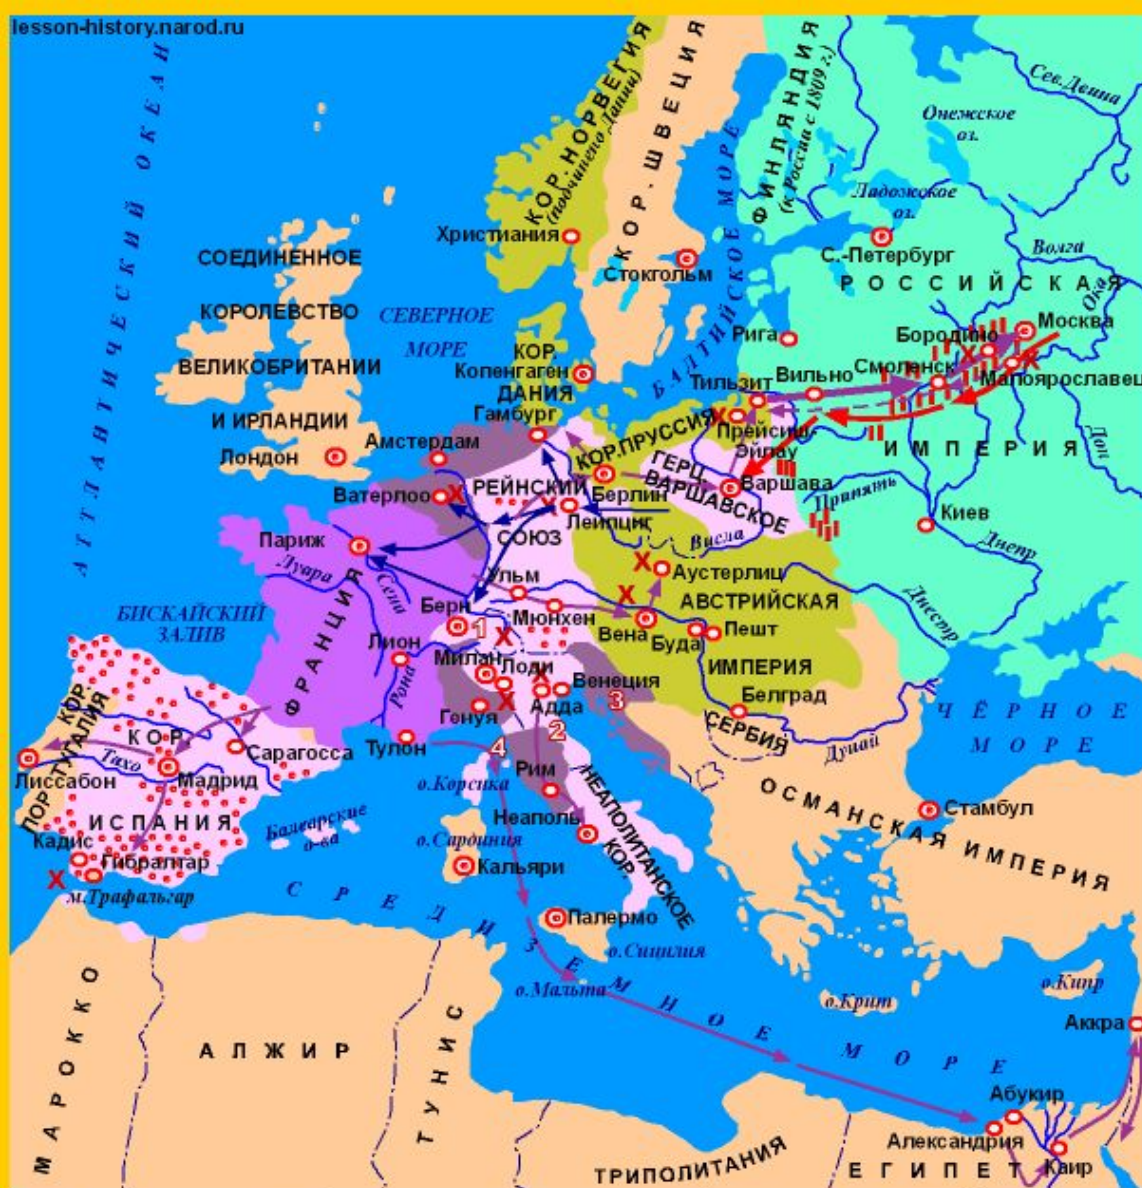 lesson-history.narod.ru
АТЛАНТИЧЕСКИЙ ОКЕАН
КОР. НОРВЕГИЯ
(подчинено Дании)
КОР. ШВЕЦИЯ
ФИНЛЯНДИЯ
(к России с 1809 г.)
Сев.Двина
Онежское
оз.
Ладожское
оз.
Христиания
Стокгольм
С.-Петербург
Волга
СОЕДИНЕННОЕ
КОРОЛЕВСТВО
ВЕЛИКОБРИТАНИИ
И ИРЛАНДИИ
Лондон
СЕВЕРНОЕ
МОРЕ
БАЛТИЙСКОЕ МОРЕ
РОССИЙСКАЯ
ИМПЕРИЯ
Ока
Москва
Бородино
Рига
Смоленск
Малоярославец
Вильно
Тильзит
КОР.
ДАНИЯ
Копенгаген
Гамбург
Амстердам
Ватерлоо
КОР.ПРУССИЯ
Прейсиш-
Эйлау
ГЕРЦ.
ВАРШАВСКОЕ
Варшава
Дон
РЕЙНСКИЙ
СОЮЗ
Берлин
Лейпциг
Припять
Киев
Днепр
Висла
Париж
Луара
Сена
Ульм
Мюнхен
Аустерлиц
АВСТРИЙСКАЯ
ИМПЕРИЯ
Вена
Буда
Пешт
Днестр
БИСКАЙСКИЙ
ЗАЛИВ
ФРАНЦИЯ
Берн
1
Лион
Рона
Милан
Лоди
Адда
Венеция
2
3
Генуя
4
Тулон
Белград
СЕРБИЯ
Дунай
ЧЁРНОЕ
МОРЕ
КОР.
ПОРТУГАЛИЯ
КОР.
ИСПАНИЯ
Сарагосса
Тахо
Лиссабон
Мадрид
Кадис
Гибралтар
м.Трафальгар
Балеарские
о-ва
о.Корсика
Рим
Неаполь
НЕАПОЛИТАНСКОЕ
КОР.
о.Сардиния
Кальяри
Палермо
о.Сицилия
о.Мальта
ОСМАНСКАЯ ИМПЕРИЯ
Стамбул
СРЕДИЗЕМНОЕ МОРЕ
о.Крит
о.Кипр
Аккра
МАРОККО
АЛЖИР
ТУНИС
ТРИПОЛИТАНИЯ
ЕГИПЕТ
Абукир
Александрия
Каир